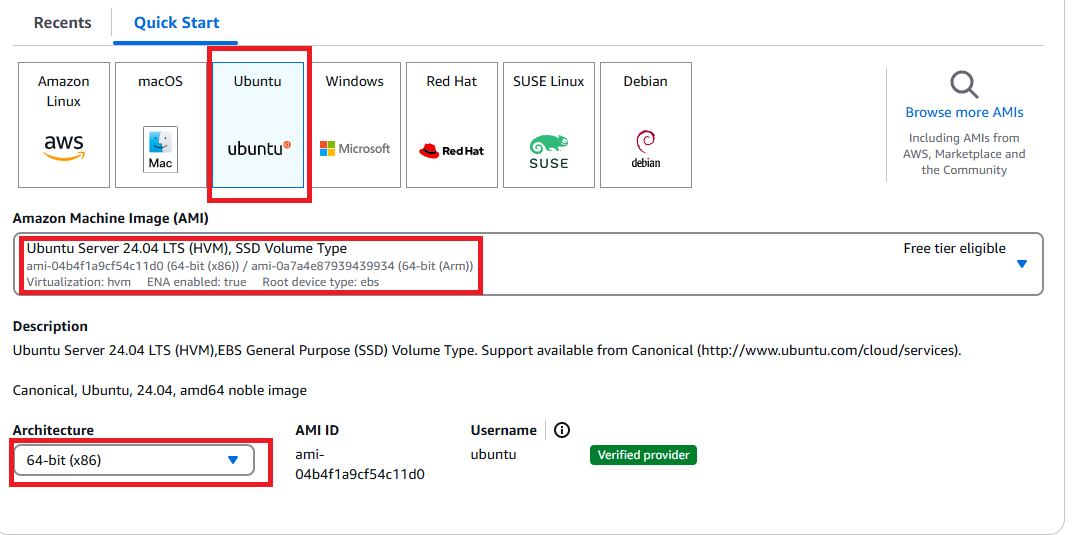 Recents
Quick Start
Amazon
Linux
aws
macOS
Mac
Ubuntu
ubuntu
Windows
Microsoft
Red Hat
Red Hat
SUSE Linux
SUSE
Debian
debian
Browse more AMIs
Including AMIs from
AWS, Marketplace and
the Community
Amazon Machine Image (AMI)
Ubuntu Server 24.04 LTS (HVM), SSD Volume Type
Free tier eligible
ami-04b4f1a9cf54c11d0 (64-bit (x86)) / ami-0a7a4e87939439934 (64-bit (Arm))
Virtualization: hvm ENA enabled: true Root device type: ebs
Description
Ubuntu Server 24.04 LTS (HVM),EBS General Purpose (SSD) Volume Type. Support available from Canonical (http://www.ubuntu.com/cloud/services).
Canonical, Ubuntu, 24.04, amd64 noble image
Architecture
64-bit (x86)
AMI ID
ami-
04b4f1a9cf54c11d0
Username
ubuntu
Verified provider